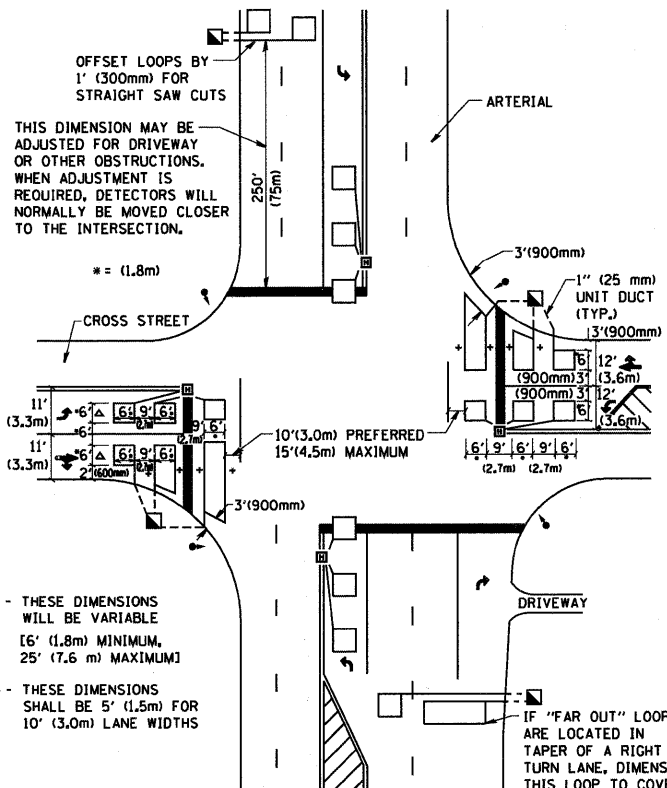 OFFSET LOOPS BY
1' (300mm) FOR
STRAIGHT SAW CUTS
ARTERIAL
THIS DIMENSION MAY BE
ADJUSTED FOR DRIVEWAY
OR OTHER OBSTRUCTIONS.
WHEN ADJUSTMENT IS
REQUIRED, DETECTORS WILL
NORMALLY BE MOVED CLOSER
TO THE INTERSECTION.
250'
(75m)
* = (1.8m)
H
3'(900mm)
1" (25 mm)
UNIT DUCT
(TYP.)
CROSS STREET
3'(900mm)
6'
12'
(900mm) 3'
(3.6m)
(900mm) 3'
12'
6'
(3.6m)
H
6' 9' 6' 9' 6'
(2.7m) (2.7m)
H
11'
(3.3m)
*6'
6' 9' 6'
(2.7m)
*6'
9' 6'
(2.7m)
11'
(3.3m)
*6'
6' 9' 6'
(2.7m)
2' (600mm)
10'(3.0m) PREFERRED
15'(4.5m) MAXIMUM
3'(900mm)
H
- THESE DIMENSIONS
WILL BE VARIABLE
[6' (1.8m) MINIMUM,
25' (7.6 m) MAXIMUM]
- THESE DIMENSIONS
SHALL BE 5' (1.5m) FOR
10' (3.0m) LANE WIDTHS
DRIVEWAY
IF "FAR OUT" LOOP
ARE LOCATED IN
TAPER OF A RIGHT
TURN LANE, DIMENS
THIS LOOP TO COVE